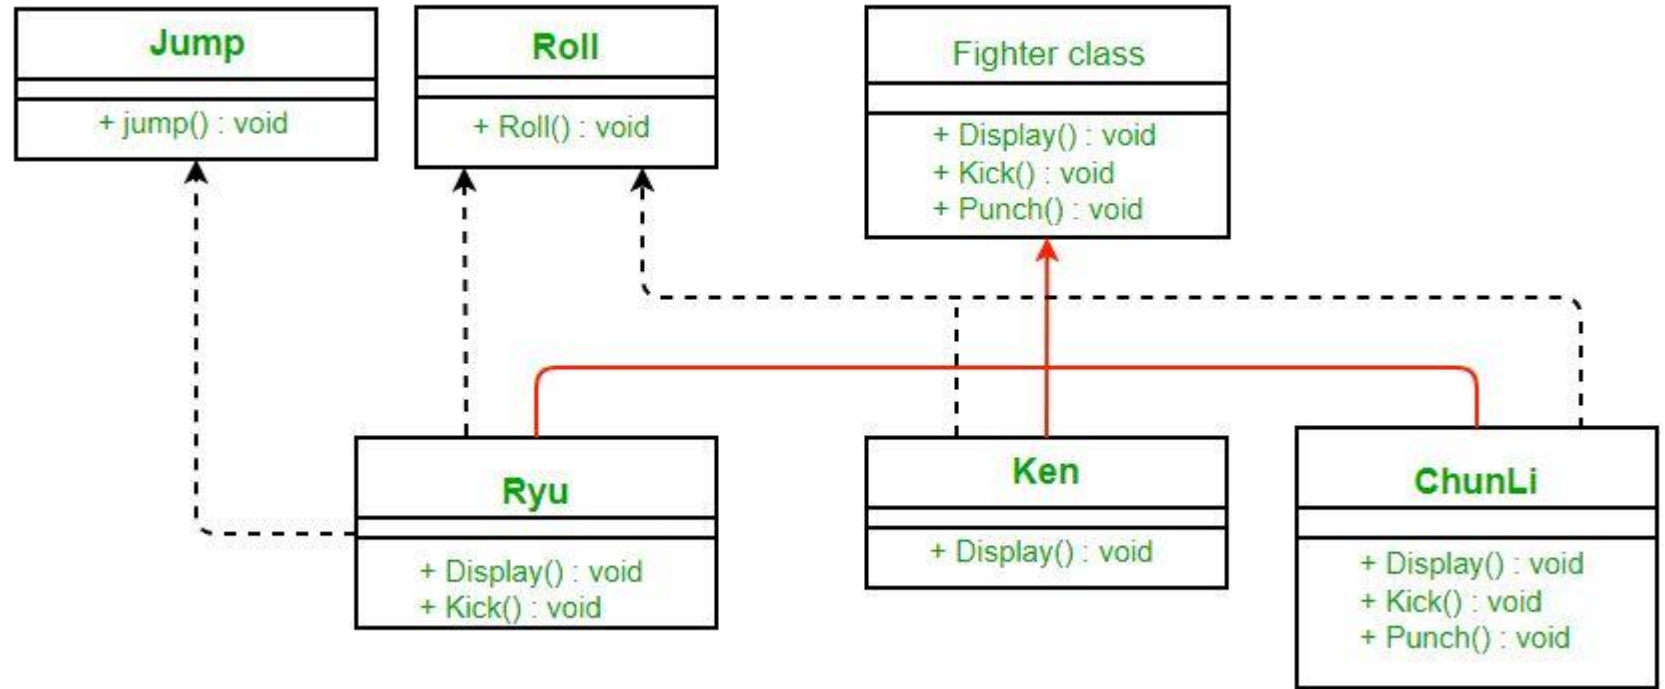 Jump
+ jump() : void
Roll
+ Roll() : void
Fighter class
+ Display() : void
+ Kick() : void
+ Punch() : void
Ryu
+ Display() : void
+ Kick() : void
Ken
+ Display() : void
ChunLi
+ Display() : void
+ Kick() : void
+ Punch() : void